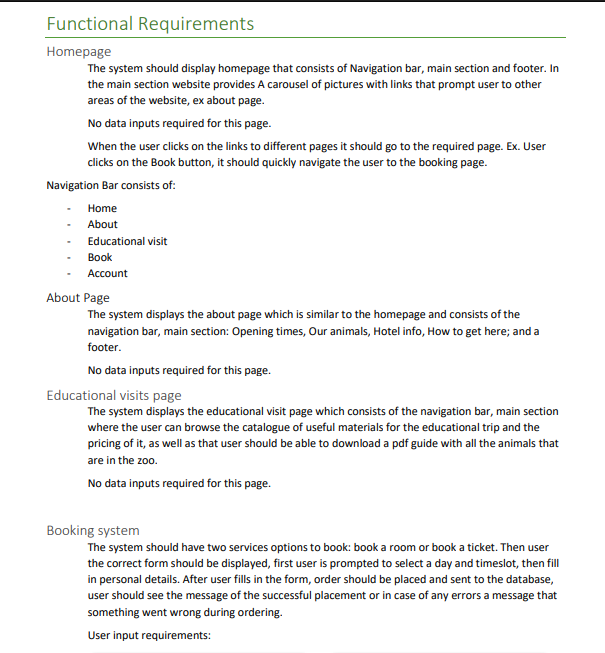 Functional Requirements
Homepage
The system should display homepage that consists of Navigation bar, main section and footer. In
the main section website provides A carousel of pictures with links that prompt user to other
areas of the website, ex about page.
No data inputs required for this page.
When the user clicks on the links to different pages it should go to the required page. Ex. User
clicks on the Book button, it should quickly navigate the user to the booking page.
Navigation Bar consists of:
- Home
- About
- Educational visit
- Book
- Account
About Page
The system displays the about page which is similar to the homepage and consists of the
navigation bar, main section: Opening times, Our animals, Hotel info, How to get here; and a
footer.
No data inputs required for this page.
Educational visits page
The system displays the educational visit page which consists of the navigation bar, main section
where the user can browse the catalogue of useful materials for the educational trip and the
pricing of it, as well as that user should be able to download a pdf guide with all the animals that
are in the zoo.
No data inputs required for this page.
Booking system
The system should have two services options to book: book a room or book a ticket. Then user
the correct form should be displayed, first user is prompted to select a day and timeslot, then fill
in personal details. After user fills in the form, order should be placed and sent to the database,
user should see the message of the successful placement or in case of any errors a message that
something went wrong during ordering.
User input requirements: